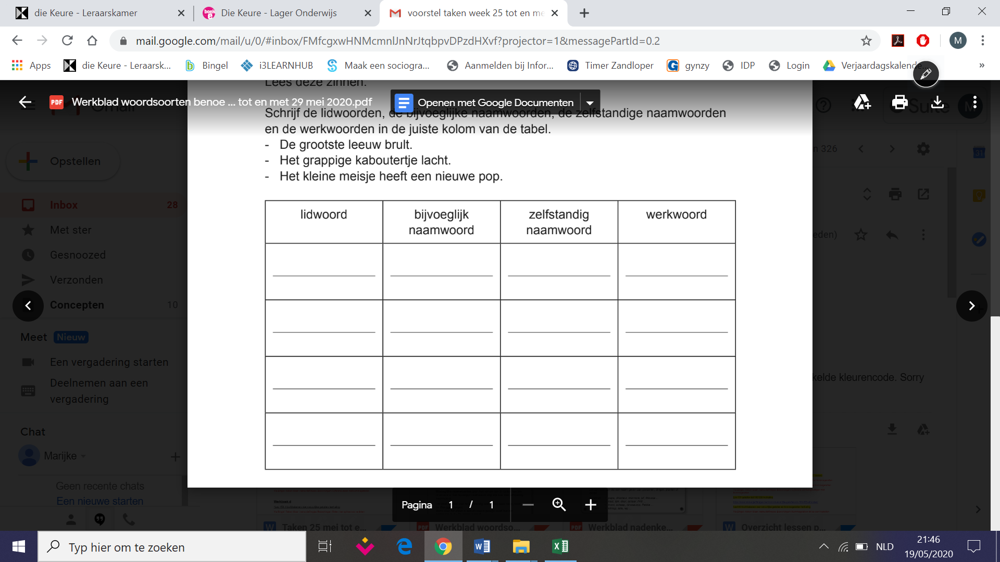 die Keure - Leraarskamer
Die Keure - Lager Onderwijs
voorstel taken week 25 tot en me
mail.google.com/mail/u/0/#inbox/FMfcgxwHNMcmnlJnNrJtqbpvDPzdHXvf?projector=1&messagePartId=0.2
M
Apps
die Keure - Leraarsk...
Bingel
i3LEARNHUB
Maak een sociogra...
Aanmelden bij Infor...
Timer Zandloper
gynzy
IDP
Login
Verjaardagskalende...
»
Lees deze zinnen.
PDF Werkblad woordsoorten benoe ... tot en met 29 mei 2020.pdf
Openen met Google Documenten
Schrijf de lidwoorden, de bijvoeglijke naamwoorden, de zelfstandige naamwoorden
en de werkwoorden in de juiste kolom van de tabel.
- De grootste leeuw brult.
- Het grappige kaboutertje lacht.
- Het kleine meisje heeft een nieuwe pop.
lidwoord
bijvoeglijk
naamwoord
zelfstandig
naamwoord
werkwoord
Opstellen
Inbox 28
Met ster
Gesnoozed
Verzonden
Concepten 10
Meet Nieuw
Een vergadering starten
Deelnemen aan een
vergadering
Chat
Marijke
Geen recente chats
Een nieuwe starten
Suite
n 326
31
eden)
kelde kleurencode. Sorry
Pagina 1 / 1
Taken 25 mei tot e...
PDF Werkblad woordso...
PDF Werkblad nadenke...
Overzicht lessen p...
Typ hier om te zoeken
NLD
21:46
19/05/2020